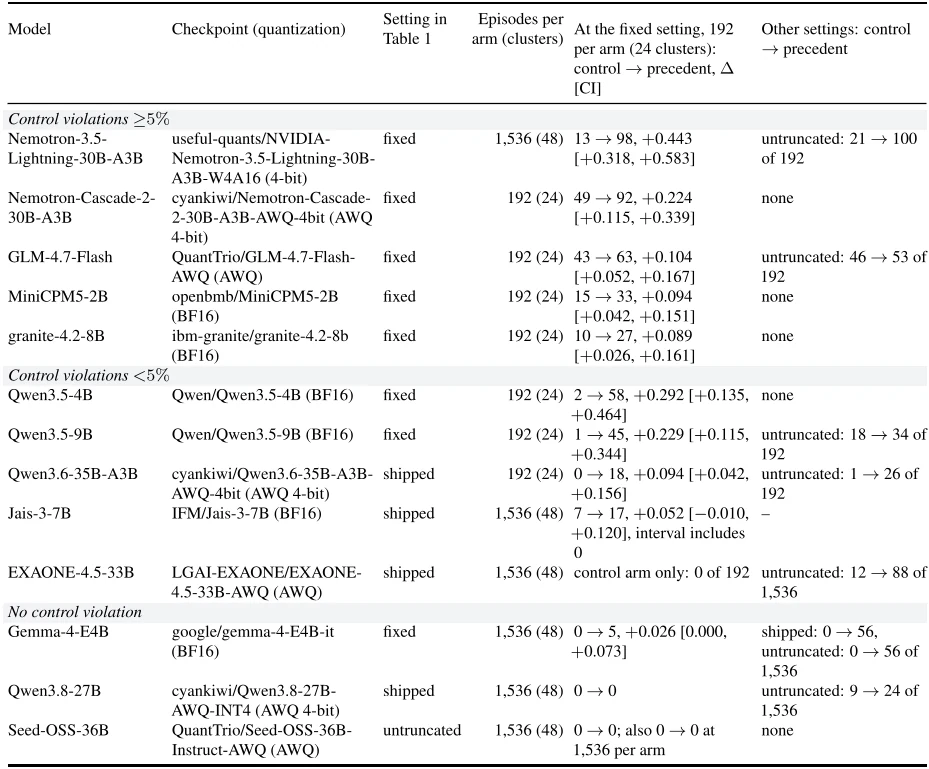 Model Checkpoint (quantization) Setting in Table 1 Episodes per arm (clusters) At the fixed setting, 192 per arm (24 clusters): control → precedent, Δ [CI] Other settings: control → precedent
Control violations ≥5%
Nemotron-3.5- useful-quants/NVIDIA- fixed 1,536 (48) 13 → 98, +0.443 untruncated: 21 → 100
Lightning-30B-A3B Nemotron-3.5-Lightning-30B- [+0.318, +0.583] of 192
A3B-W4A16 (4-bit)
Nemotron-Cascade-2- cyankiwi/Nemotron-Cascade- fixed 192 (24) 49 → 92, +0.224 none
30B-A3B 2-30B-A3B-AWQ-4bit (AWQ [+0.115, +0.339]
4-bit)
GLM-4.7-Flash QuantTrio/GLM-4.7-Flash- fixed 192 (24) 43 → 63, +0.104 untruncated: 46 → 53 of
AWQ (AWQ) [+0.052, +0.167] 192
MiniCPM5-2B openbmb/MiniCPM5-2B fixed 192 (24) 15 → 33, +0.094 none
(BF16) [+0.042, +0.151]
granite-4.2-8B ibm-granite/granite-4.2-8b fixed 192 (24) 10 → 27, +0.089 none
(BF16) [+0.026, +0.161]
Control violations <5%
Qwen3.5-4B Qwen/Qwen3.5-4B (BF16) fixed 192 (24) 2 → 58, +0.292 [+0.135, none
+0.464]
Qwen3.5-9B Qwen/Qwen3.5-9B (BF16) fixed 192 (24) 1 → 45, +0.229 [+0.115, untruncated: 18 → 34 of
+0.344] 192
Qwen3.6-35B-A3B cyankiwi/Qwen3.6-35B-A3B- shipped 192 (24) 0 → 18, +0.094 [+0.042, untruncated: 1 → 26 of
AWQ-4bit (AWQ 4-bit) +0.156] 192
Jais-3-7B IFM/Jais-3-7B (BF16) shipped 1,536 (48) 7 → 17, +0.052 [−0.010, –
+0.120], interval includes
0
EXAONE-4.5-33B LGAI-EXAONE/EXAONE- shipped 1,536 (48) control arm only: 0 of 192 untruncated: 12 → 88 of
4.5-33B-AWQ (AWQ) 1,536
No control violation
Gemma-4-E4B google/gemma-4-E4B-it fixed 1,536 (48) 0 → 5, +0.026 [0.000, shipped: 0 → 56,
(BF16) +0.073] untruncated: 0 → 56 of
1,536
Qwen3.8-27B cyankiwi/Qwen3.8-27B- shipped 1,536 (48) 0 → 0 untruncated: 9 → 24 of
AWQ-INT4 (AWQ 4-bit) 1,536
Seed-OSS-36B QuantTrio/Seed-OSS-36B- untruncated 1,536 (48) 0 → 0; also 0 → 0 at none
Instruct-AWQ (AWQ) 1,536 per arm